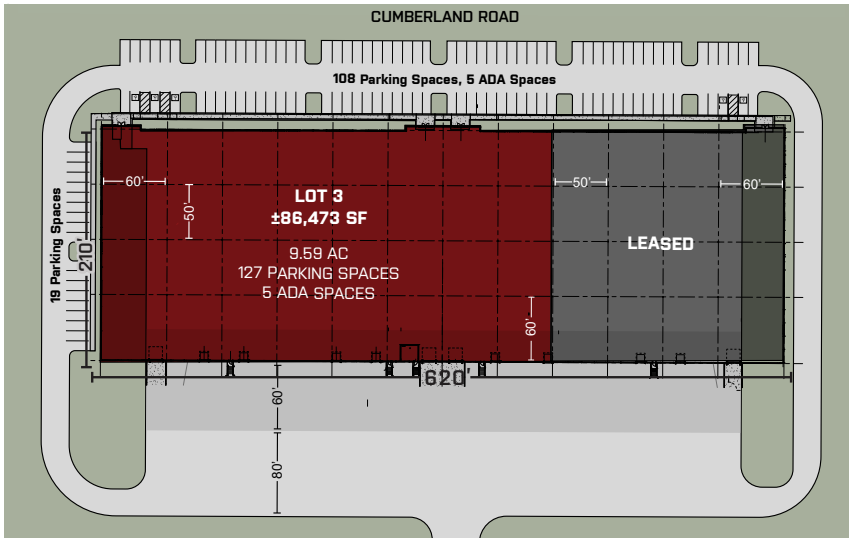 CUMBERLAND ROAD
108 Parking Spaces, 5 ADA Spaces
19 Parking Spaces
210'
60'
50'
LOT 3
±86,473 SF
9.59 AC
127 PARKING SPACES
5 ADA SPACES
50'
60'
LEASED
60'
620'
60'
80'